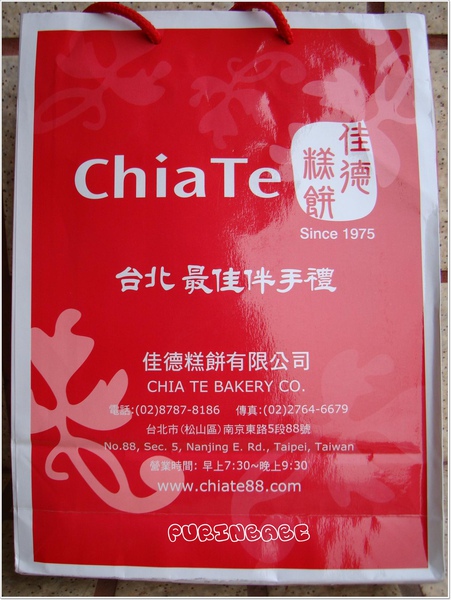 ChiaTe
佳德糕餅
Since 1975
台北 最佳伴手禮
佳德糕餅有限公司
CHIA TE BAKERY CO.
電話:(02)8787-8186 傳真:(02)2764-6679
台北市(松山區)南京東路5段88號
No.88, Sec. 5, Nanjing E. Rd., Taipei, Taiwan
營業時間: 早上7:30~晚上9:30
www.chiate88.com
PURINBABE